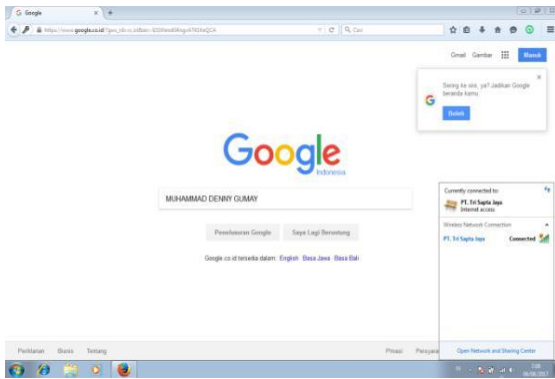 Google
Gmail Gambar
Masuk
Sering ke sini, ya? Jadikan Google
beranda kamu
Boleh
Google
Indonesia
MUHAMMAD DENNY GUMAY
Penelusuran Google Saya Lagi Beruntung
Google.co.id tersedia dalam: English Basa Jawa Basa Bali
Currently connected to:
PT. Tri Sapta Jaya
Internet access
Wireless Network Connection
PT. Tri Sapta Jaya Connected
Open Network and Sharing Center
Periklanan Bisnis Tentang
Privasi